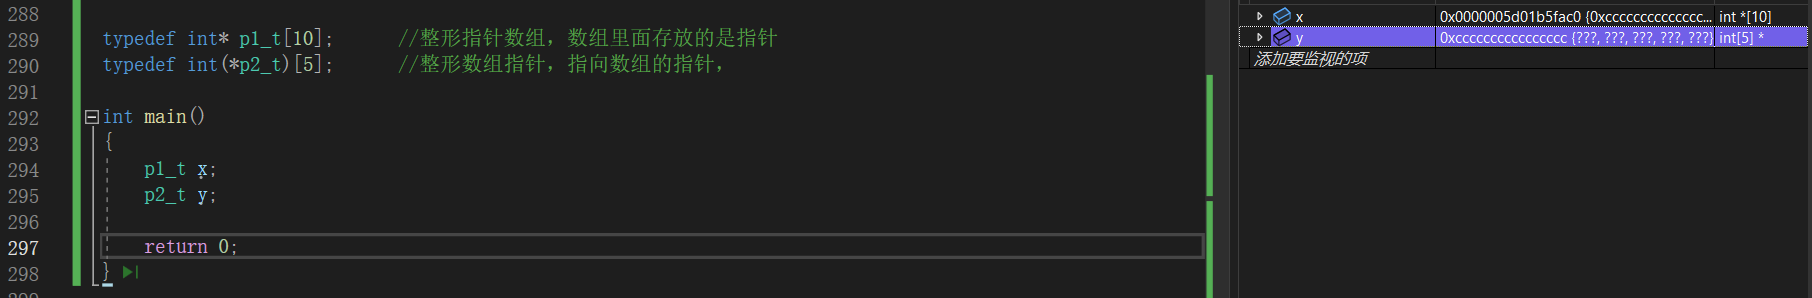 288
289 typedef int* p1_t[10]; //整形指针数组，数组里面存放的是指针
290 typedef int(*p2_t)[5]; //整形数组指针，指向数组的指针，
291
292 int main()
293 {
294 p1_t x;
295 p2_t y;
296
297 return 0;
298 }
x 0x0000005d01b5fac0 {0xcccccccccccccc... int *[10]
y 0xcccccccccccccccc {???, ???, ???, ???, ???} int[5] *
添加要监视的项